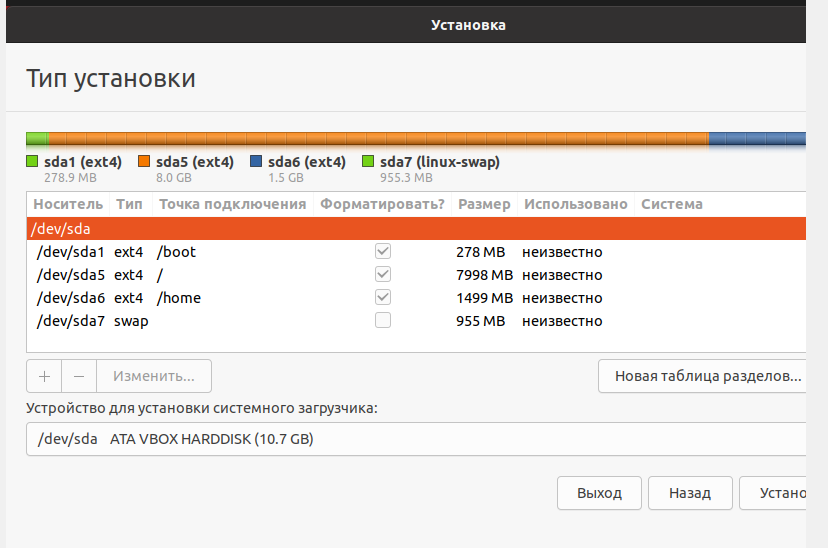 Установка
Тип установки
sda1 (ext4) sda5 (ext4) sda6 (ext4) sda7 (linux-swap)
278.9 MB 8.0 GB 1.5 GB 955.3 MB
Носитель Тип Точка подключения Форматировать? Размер Использовано Система
/dev/sda
/dev/sda1 ext4 /boot 278 MB неизвестно
/dev/sda5 ext4 / 7998 MB неизвестно
/dev/sda6 ext4 /home 1499 MB неизвестно
/dev/sda7 swap 955 MB неизвестно
+ − Изменить... Новая таблица разделов...
Устройство для установки системного загрузчика:
/dev/sda ATA VBOX HARDDISK (10.7 GB)
Выход Назад Устано